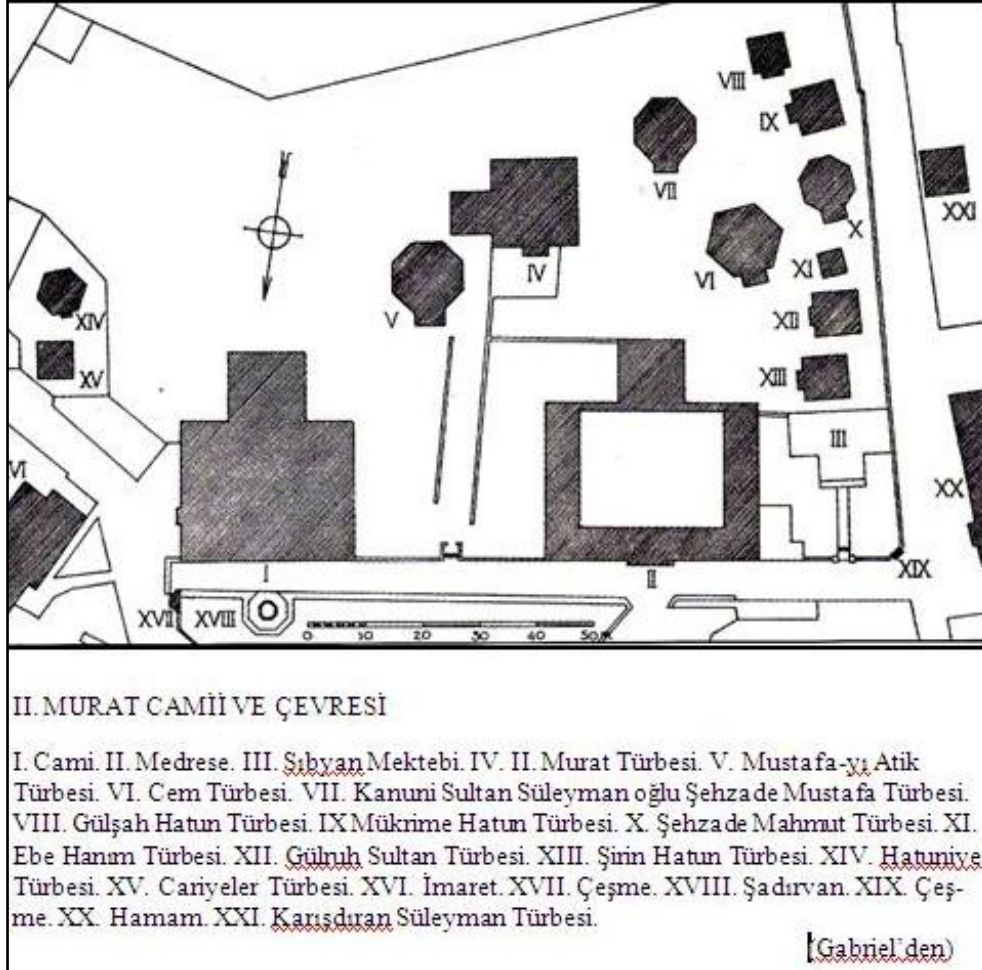 N
VIII
IX
VII
XXI
X
IV
VI
XI
V
XII
XIV
XV
XIII
III
VI
XX
I
II
XIX
XVII
XVIII
0 10 20 30 40 50
II. MURAT CAMİİ VE ÇEVRESİ
I. Cami. II. Medrese. III. Sıbyan Mektebi. IV. II. Murat Türbesi. V. Mustafa-yı Atik
Türbesi. VI. Cem Türbesi. VII. Kanuni Sultan Süleyman oğlu Şehzade Mustafa Türbesi.
VIII. Gülşah Hatun Türbesi. IX Mükrime Hatun Türbesi. X. Şehzade Mahmut Türbesi. XI.
Ebe Hanım Türbesi. XII. Gülruh Sultan Türbesi. XIII. Şirin Hatun Türbesi. XIV. Hatuniye
Türbesi. XV. Cariyeler Türbesi. XVI. İmaret. XVII. Çeşme. XVIII. Şadırvan. XIX. Çeş-
me. XX. Hamam. XXI. Karışdıran Süleyman Türbesi.
(Gabriel'den)